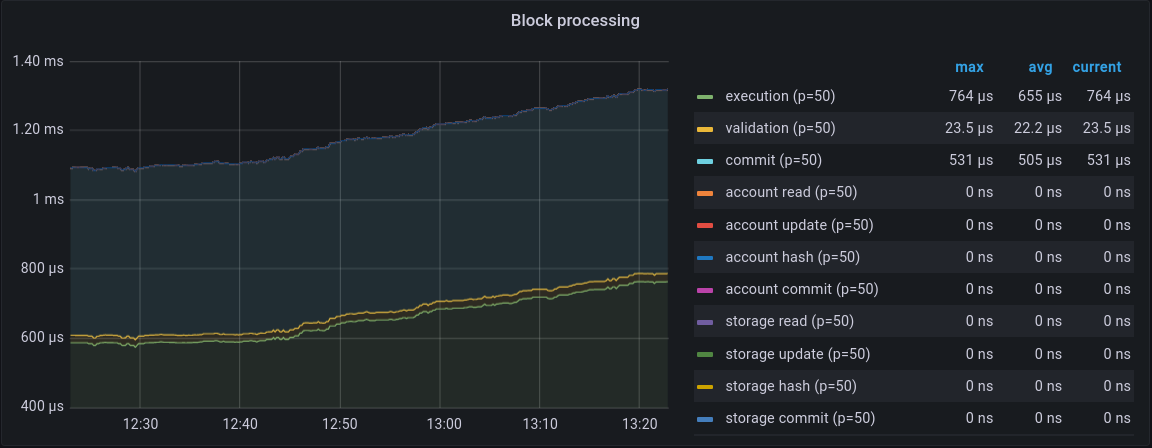 Block processing
1.40 ms
1.20 ms
1 ms
800 µs
600 µs
400 µs
12:30 12:40 12:50 13:00 13:10 13:20
max avg current
execution (p=50) 764 µs 655 µs 764 µs
validation (p=50) 23.5 µs 22.2 µs 23.5 µs
commit (p=50) 531 µs 505 µs 531 µs
account read (p=50) 0 ns 0 ns 0 ns
account update (p=50) 0 ns 0 ns 0 ns
account hash (p=50) 0 ns 0 ns 0 ns
account commit (p=50) 0 ns 0 ns 0 ns
storage read (p=50) 0 ns 0 ns 0 ns
storage update (p=50) 0 ns 0 ns 0 ns
storage hash (p=50) 0 ns 0 ns 0 ns
storage commit (p=50) 0 ns 0 ns 0 ns